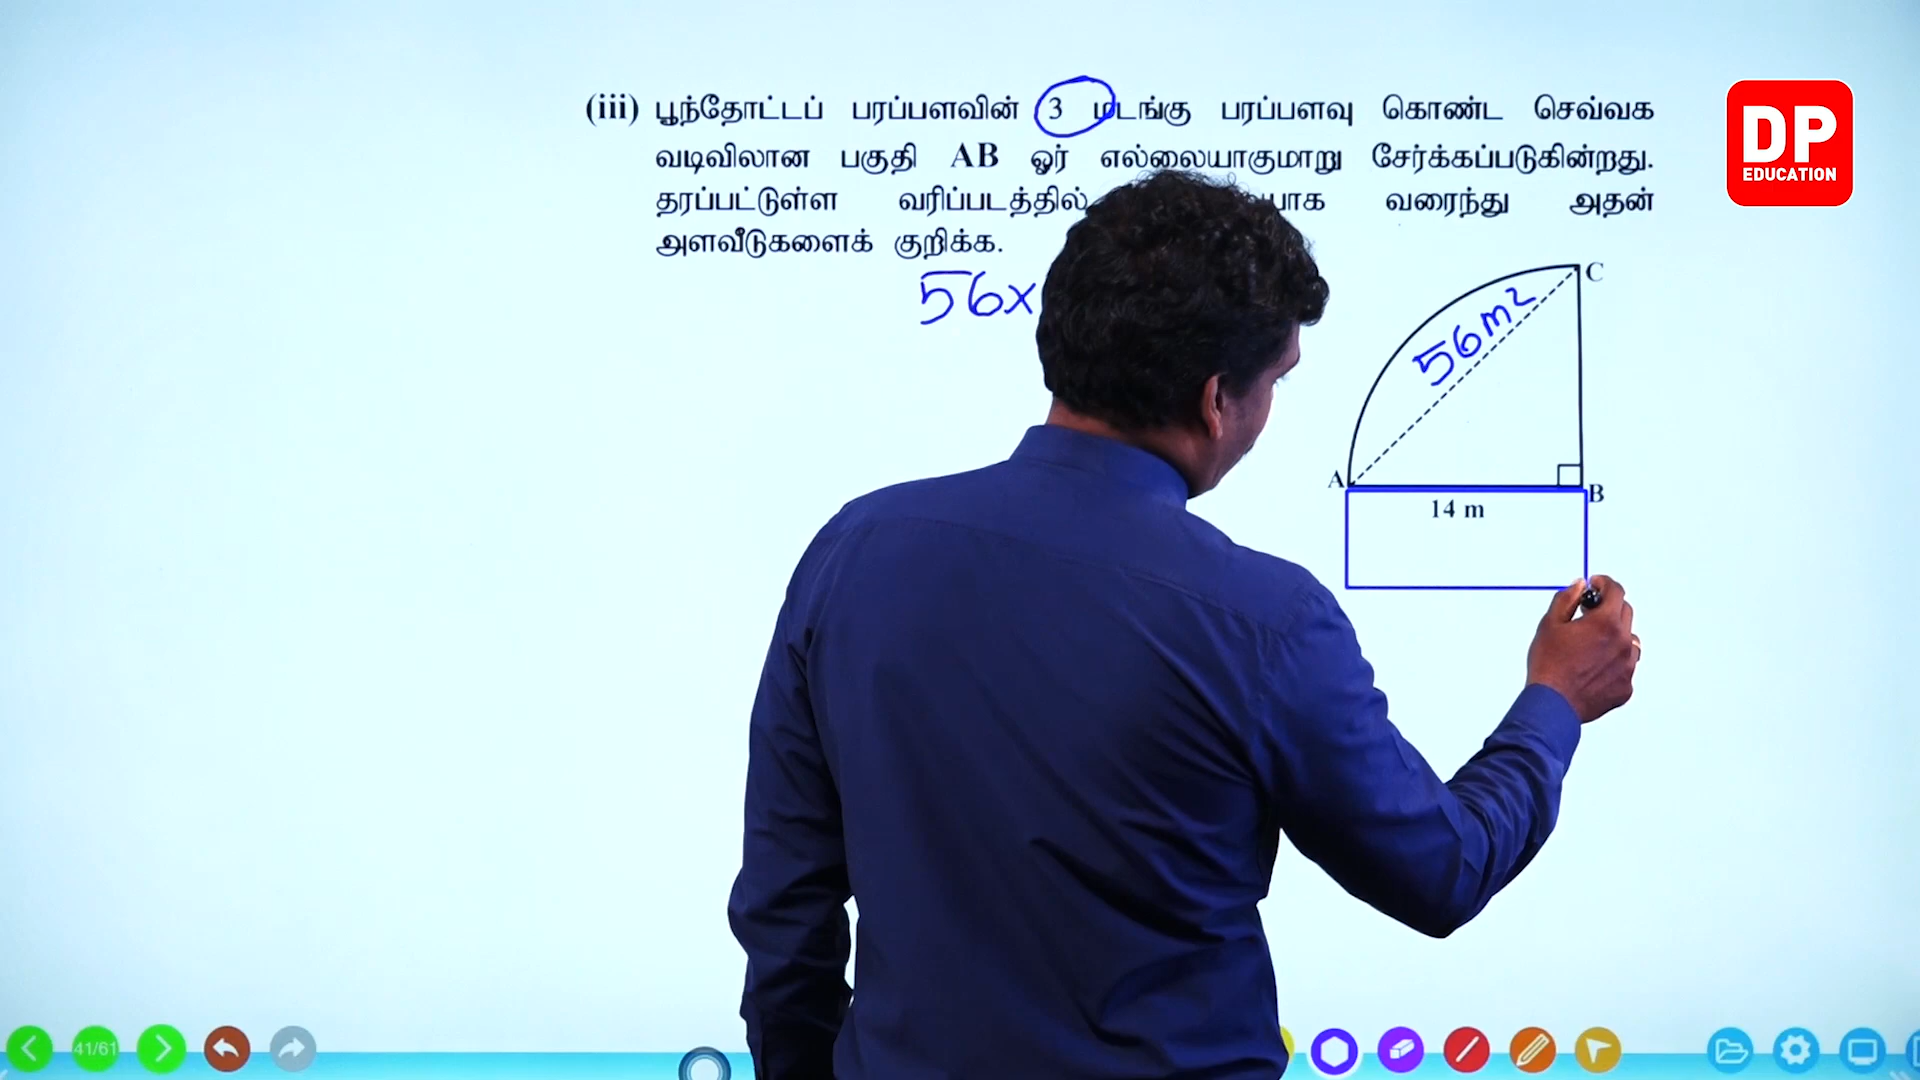 (iii) பூந்தோட்டப் பரப்பளவின் 3 மடங்கு பரப்பளவு கொண்ட செவ்வக
வடிவிலான பகுதி AB ஓர் எல்லையாகுமாறு சேர்க்கப்படுகின்றது.
தரப்பட்டுள்ள வரிப்படத்தில் வரைந்து அதன்
அளவீடுகளைக் குறிக்க.
56x
56m²
C
A
B
14 m
DP
EDUCATION
41/61